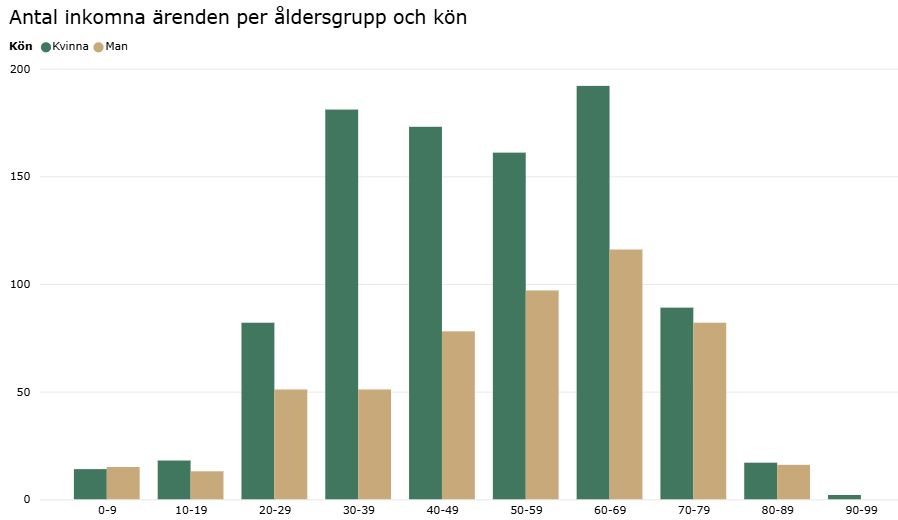 Antal inkomna ärenden per åldersgrupp och kön
Kön Kvinna Man
200
150
100
50
0
0-9 10-19 20-29 30-39 40-49 50-59 60-69 70-79 80-89 90-99